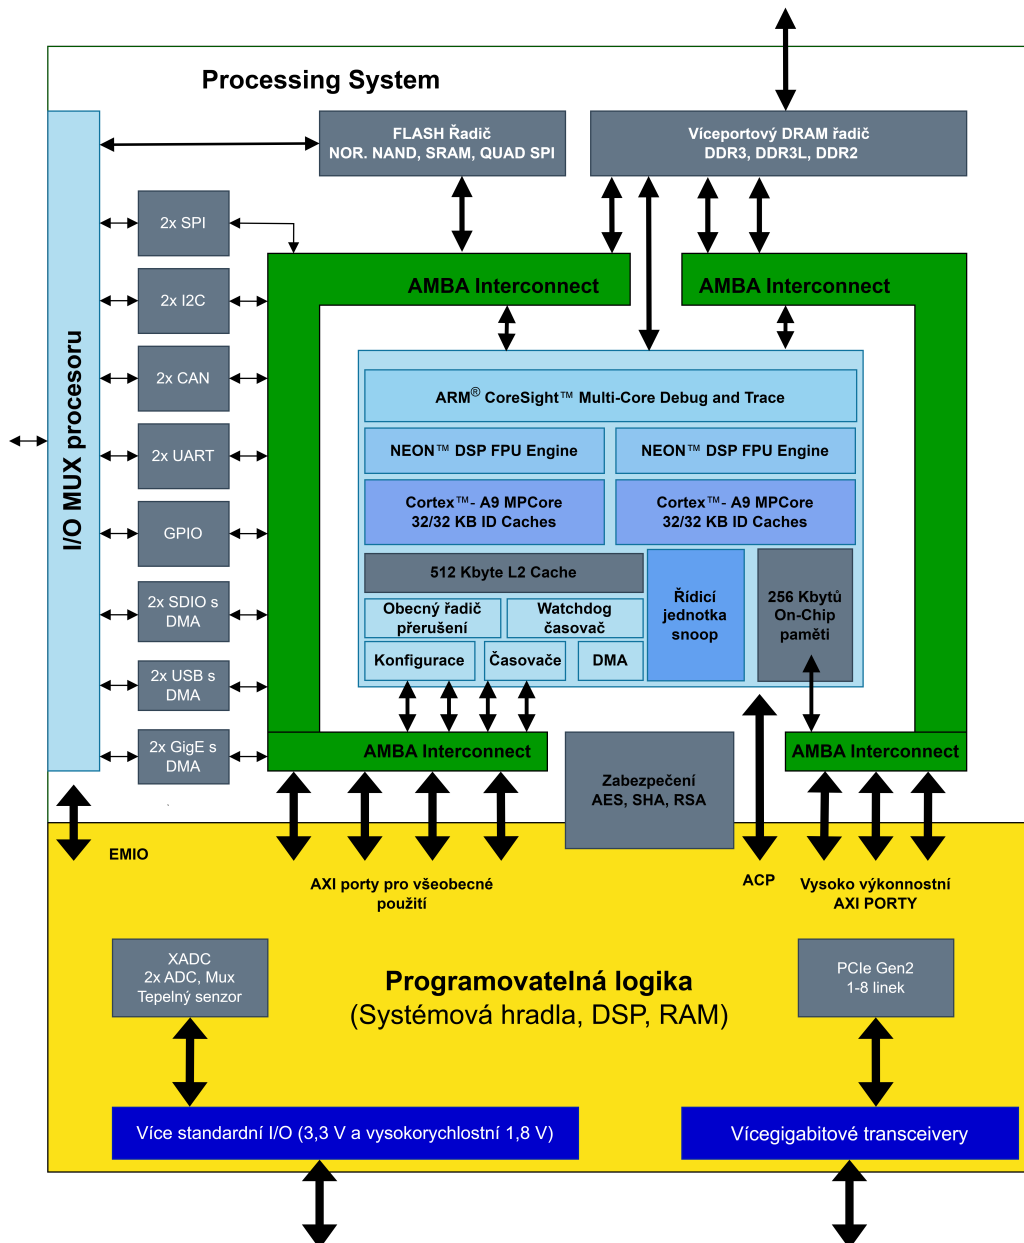 Processing System
FLASH Řadič
NOR. NAND, SRAM, QUAD SPI
Víceportový DRAM řadič
DDR3, DDR3L, DDR2
I/O MUX procesoru
2x SPI
2x I2C
2x CAN
2x UART
GPIO
2x SDIO s
DMA
2x USB s
DMA
2x GigE s
DMA
AMBA Interconnect
AMBA Interconnect
ARM® CoreSight™ Multi-Core Debug and Trace
NEON™ DSP FPU Engine
NEON™ DSP FPU Engine
Cortex™- A9 MPCore
32/32 KB ID Caches
Cortex™- A9 MPCore
32/32 KB ID Caches
512 Kbyte L2 Cache
Obecný řadič
přerušení
Watchdog
časovač
Konfigurace
Časovače
DMA
Řídicí
jednotka
snoop
256 Kbytů
On-Chip
paměti
AMBA Interconnect
AMBA Interconnect
Zabezpečení
AES, SHA, RSA
EMIO
AXI porty pro všeobecné
použití
ACP
Vysoko výkonnostní
AXI PORTY
XADC
2x ADC, Mux
Tepelný senzor
Programovatelná logika
(Systémová hradla, DSP, RAM)
PCIe Gen2
1-8 linek
Více standardní I/O (3,3 V a vysokorychlostní 1,8 V)
Vícegigabitové transceivery